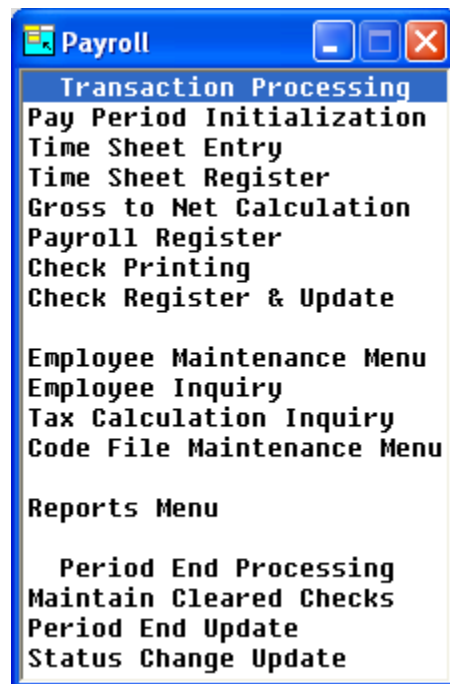 Payroll
Transaction Processing
Pay Period Initialization
Time Sheet Entry
Time Sheet Register
Gross to Net Calculation
Payroll Register
Check Printing
Check Register & Update
Employee Maintenance Menu
Employee Inquiry
Tax Calculation Inquiry
Code File Maintenance Menu
Reports Menu
Period End Processing
Maintain Cleared Checks
Period End Update
Status Change Update